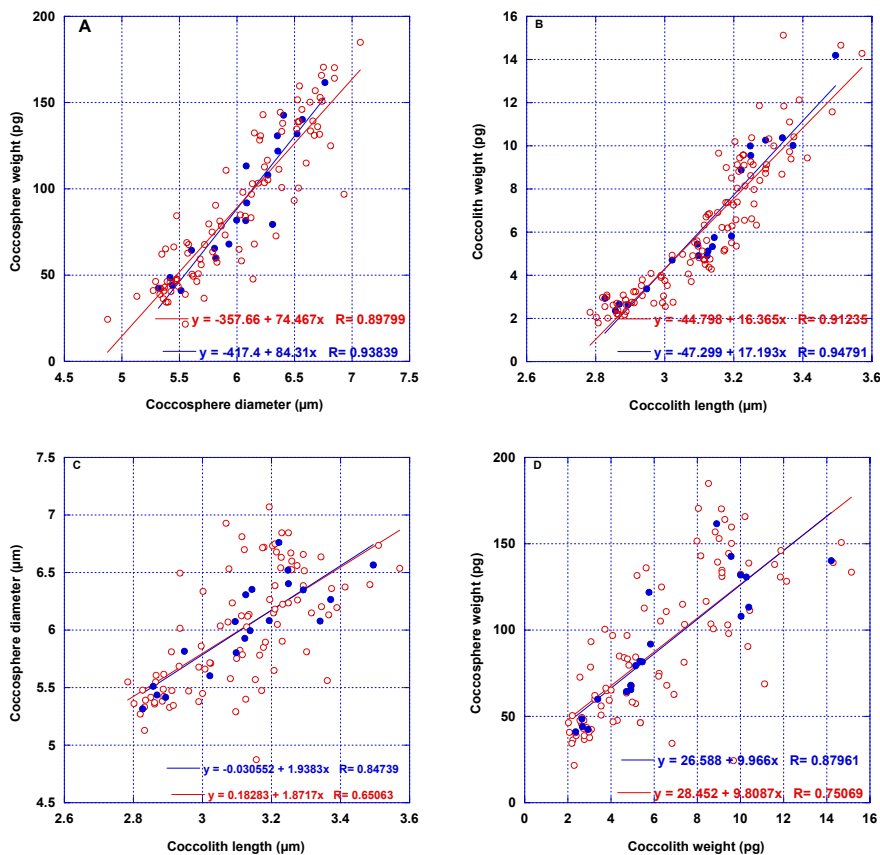 A
Coccosphere weight (pg)
200
150
100
50
0
4.5 5 5.5 6 6.5 7 7.5
Coccosphere diameter (µm)
y = -357.66 + 74.467x R= 0.89799
y = -417.4 + 84.31x R= 0.93839
B
Coccolith weight (pg)
16
14
12
10
8
6
4
2
0
2.6 2.8 3 3.2 3.4 3.6
Coccolith length (µm)
y = -44.798 + 16.365x R= 0.91235
y = -47.299 + 17.193x R= 0.94791
C
Coccosphere diameter (µm)
7.5
7
6.5
6
5.5
5
4.5
2.6 2.8 3 3.2 3.4 3.6
Coccolith length (µm)
y = -0.030552 + 1.9383x R= 0.84739
y = 0.18283 + 1.8717x R= 0.65063
D
Coccosphere weight (pg)
200
150
100
50
0
0 2 4 6 8 10 12 14 16
Coccolith weight (pg)
y = 26.588 + 9.966x R= 0.87961
y = 28.452 + 9.8087x R= 0.75069